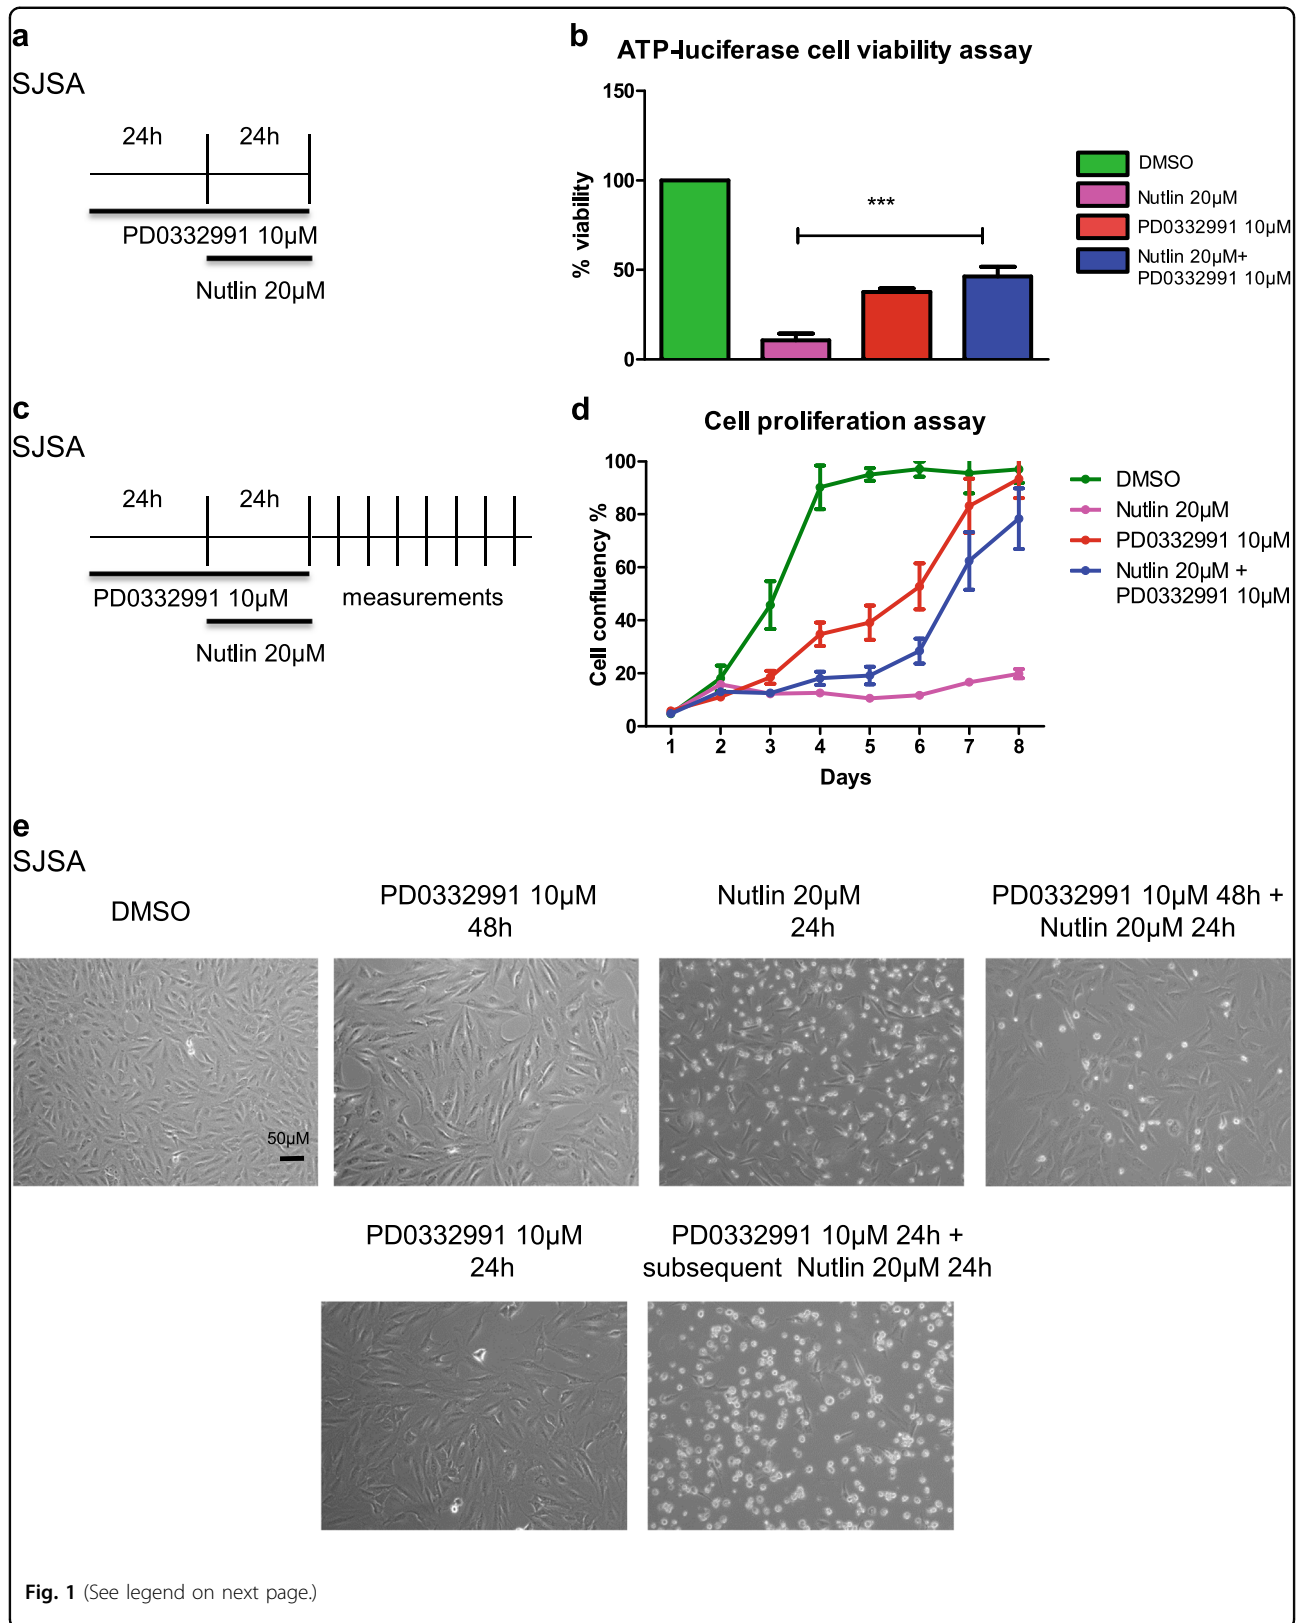 a
SJSA
24h 24h
PD0332991 10µM
Nutlin 20µM
b
ATP-luciferase cell viability assay
% viability
150
100
50
0
***
DMSO
Nutlin 20µM
PD0332991 10µM
Nutlin 20µM+
PD0332991 10µM
c
SJSA
24h 24h
PD0332991 10µM
measurements
Nutlin 20µM
d
Cell proliferation assay
Cell confluency %
100
80
60
40
20
0
1 2 3 4 5 6 7 8
Days
DMSO
Nutlin 20µM
PD0332991 10µM
Nutlin 20µM +
PD0332991 10µM
e
SJSA
DMSO
PD0332991 10µM
48h
Nutlin 20µM
24h
PD0332991 10µM 48h +
Nutlin 20µM 24h
50µM
PD0332991 10µM
24h
PD0332991 10µM 24h +
subsequent Nutlin 20µM 24h
Fig. 1 (See legend on next page.)